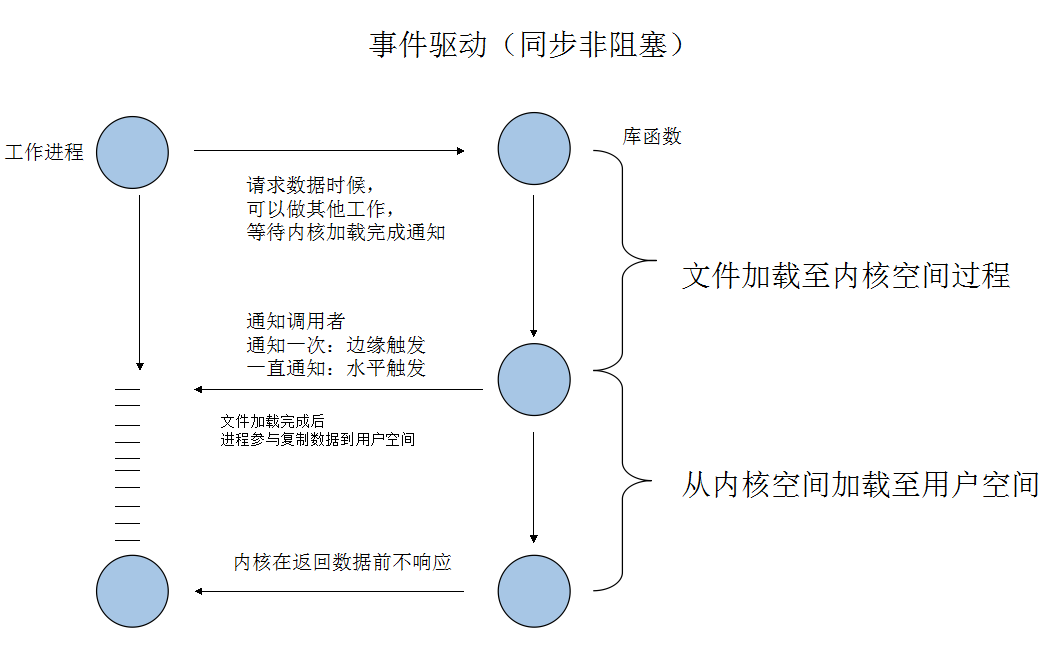 事件驱动（同步非阻塞）
工作进程
库函数
请求数据时候，
可以做其他工作，
等待内核加载完成通知
文件加载至内核空间过程
通知调用者
通知一次：边缘触发
一直通知：水平触发
文件加载完成后
进程参与复制数据到用户空间
从内核空间加载至用户空间
内核在返回数据前不响应